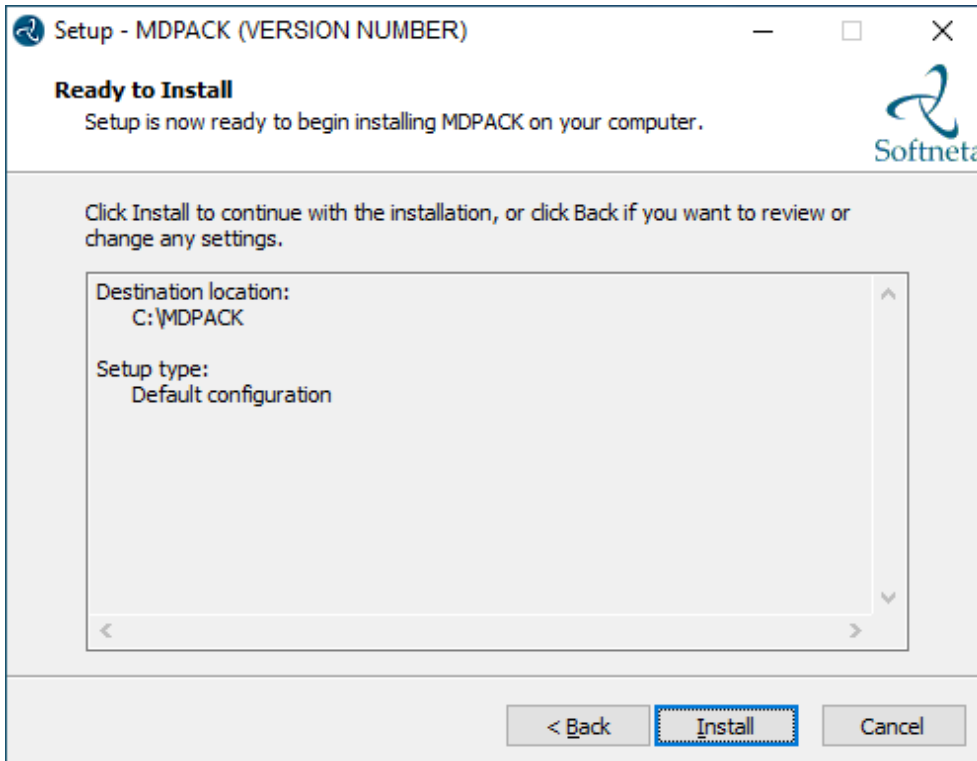 Setup - MDPACK (VERSION NUMBER)
Ready to Install
Setup is now ready to begin installing MDPACK on your computer.
Softneta
Click Install to continue with the installation, or click Back if you want to review or
change any settings.
Destination location:
C:\MDPACK
Setup type:
Default configuration
< Back
Install
Cancel